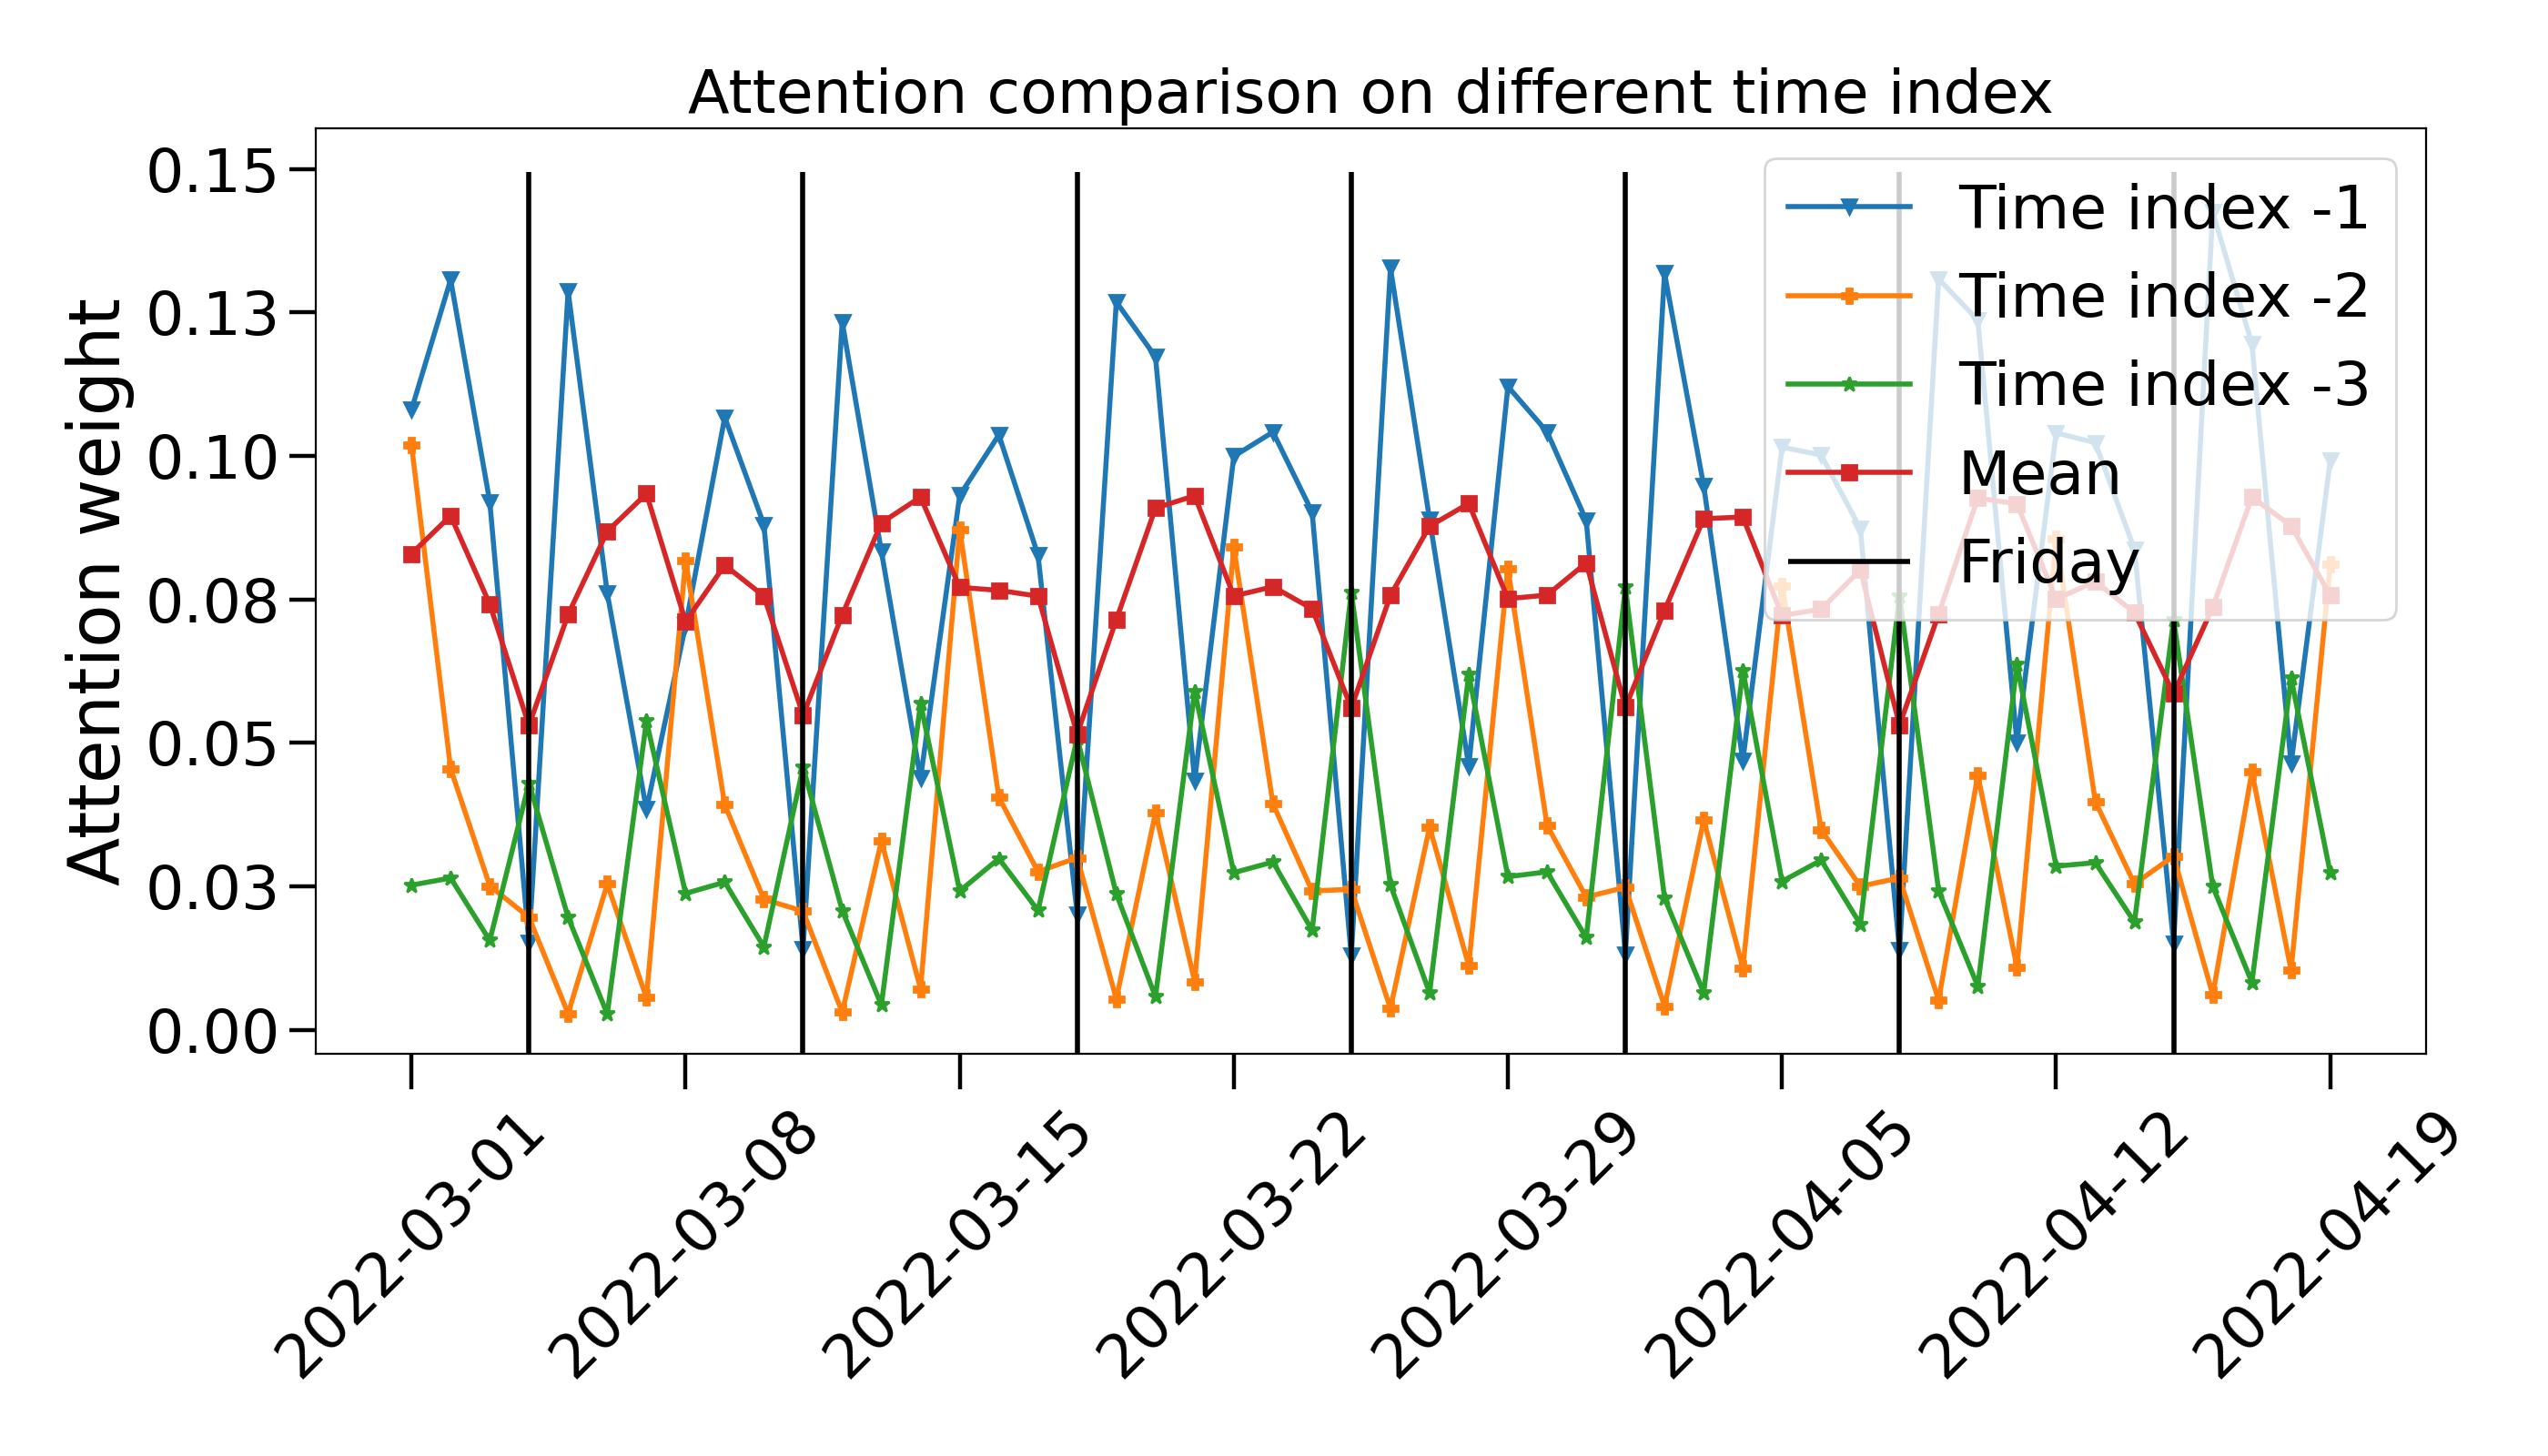 Attention comparison on different time index
Attention weight
0.15
0.13
0.10
0.08
0.05
0.03
0.00
Time index -1
Time index -2
Time index -3
Mean
Friday
2022-03-01
2022-03-08
2022-03-15
2022-03-22
2022-03-29
2022-04-05
2022-04-12
2022-04-19